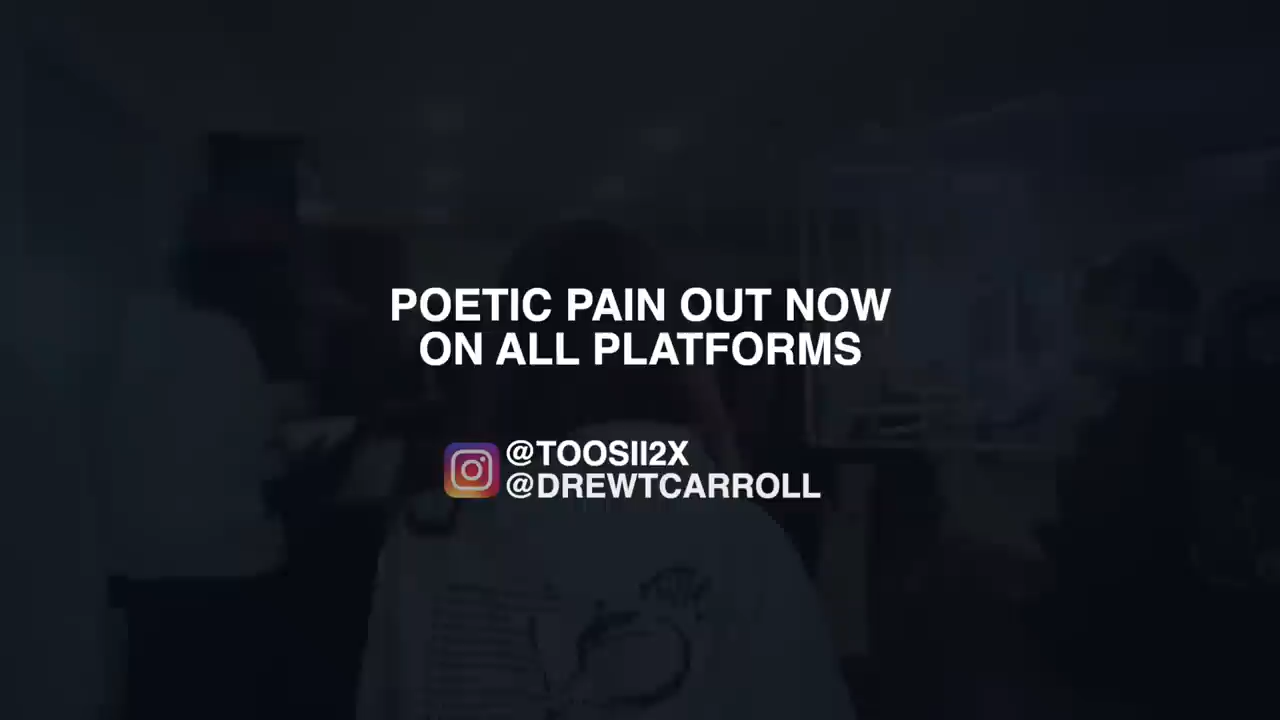 POETIC PAIN OUT NOW
ON ALL PLATFORMS
@TOOSII2X
@DREWTCARROLL